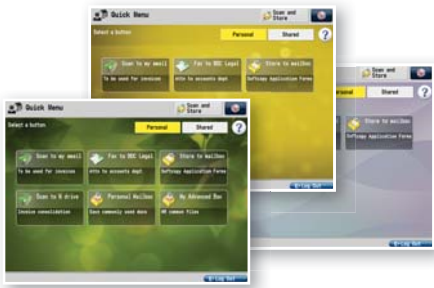 Quick Menu
Scan and
Store
Select a button.
Personal
Shared
?
Scan to my email
Fax to DOC Legal
Store to mailbox
To be used for invoices
Attn to accounts dept.
Softcopy Application Forms
Quick Menu
Scan and
Store
Select a button.
Personal
Shared
?
Scan to my email
Fax to DOC Legal
Store to mailbox
To be used for invoices
Attn to accounts dept.
Softcopy Application Forms
Scan to N drive
Personal Mailbox
My Advanced Box
Invoice consolidation
Save commonly used docs
HR common files
Log Out
Log Out
Scan and
Store
Shared
?
Store to mailbox
Softcopy Application Forms
Log Out